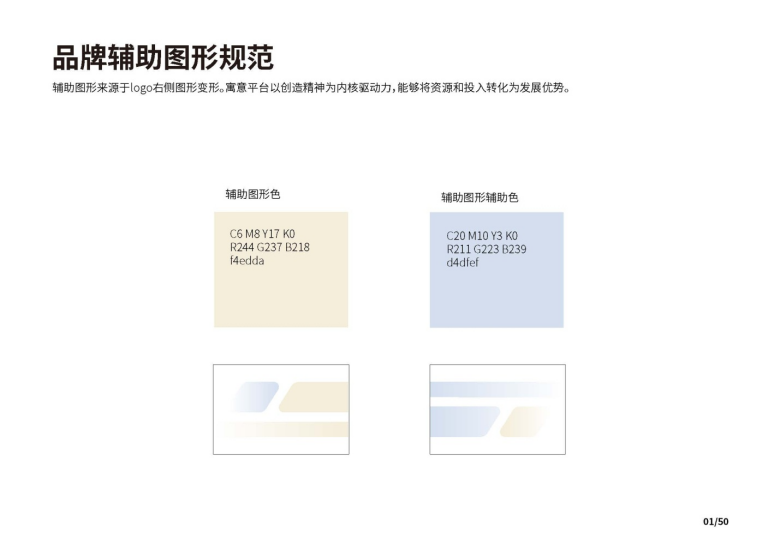 品牌辅助图形规范
辅助图形来源于logo右侧图形变形。寓意平台以创造精神为内核驱动力，能够将资源和投入转化为发展优势。
辅助图形色
C6 M8 Y17 K0
R244 G237 B218
f4edda
辅助图形辅助色
C20 M10 Y3 K0
R211 G223 B239
d4dfef
01/50